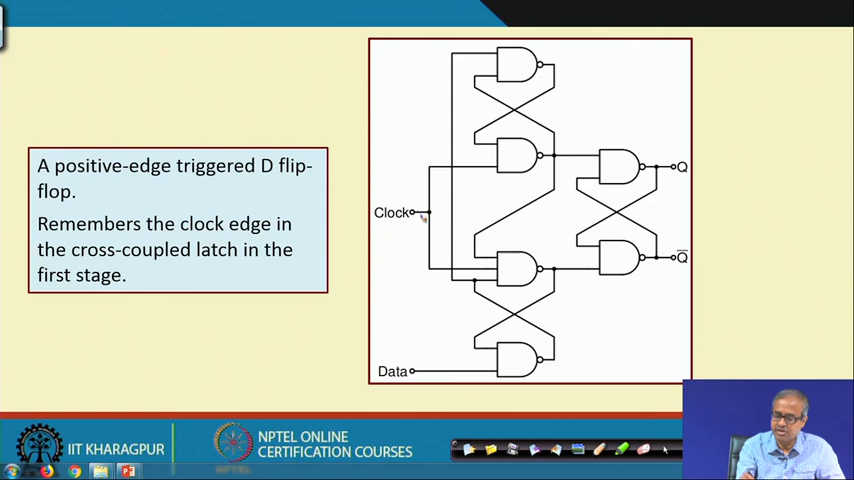 A positive-edge triggered D flip-
flop.
Remembers the clock edge in
the cross-coupled latch in the
first stage.
Clock
Data
Q
Q̅
IIT KHARAGPUR
NPTEL ONLINE
CERTIFICATION COURSES
NPTEL